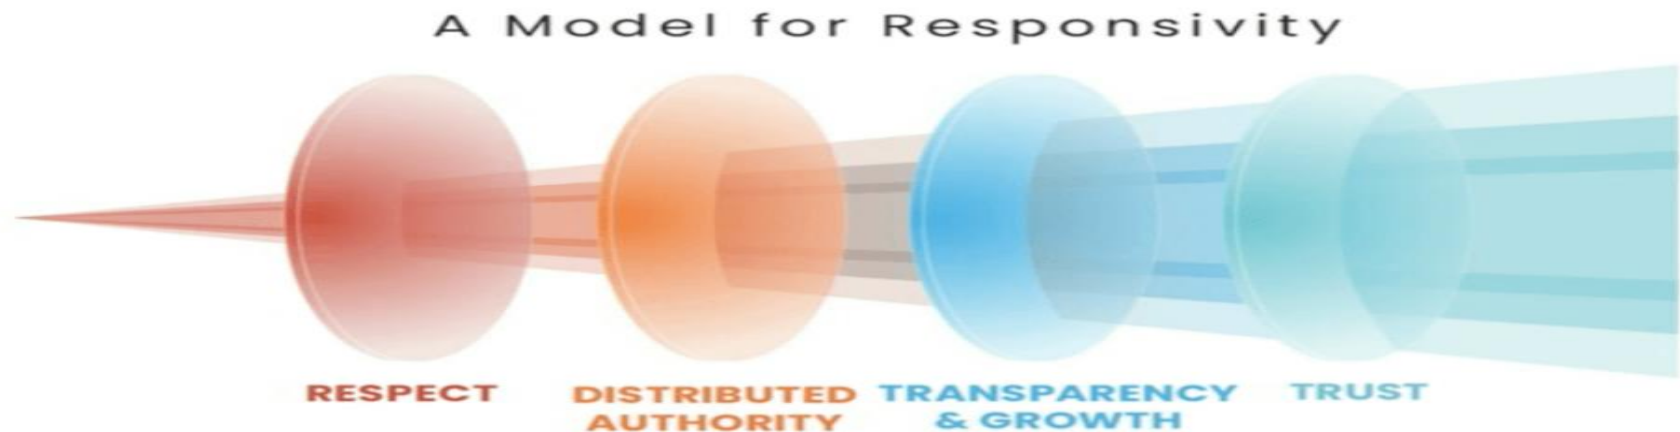 A Model for Responsivity
RESPECT
DISTRIBUTED
AUTHORITY
TRANSPARENCY
& GROWTH
TRUST